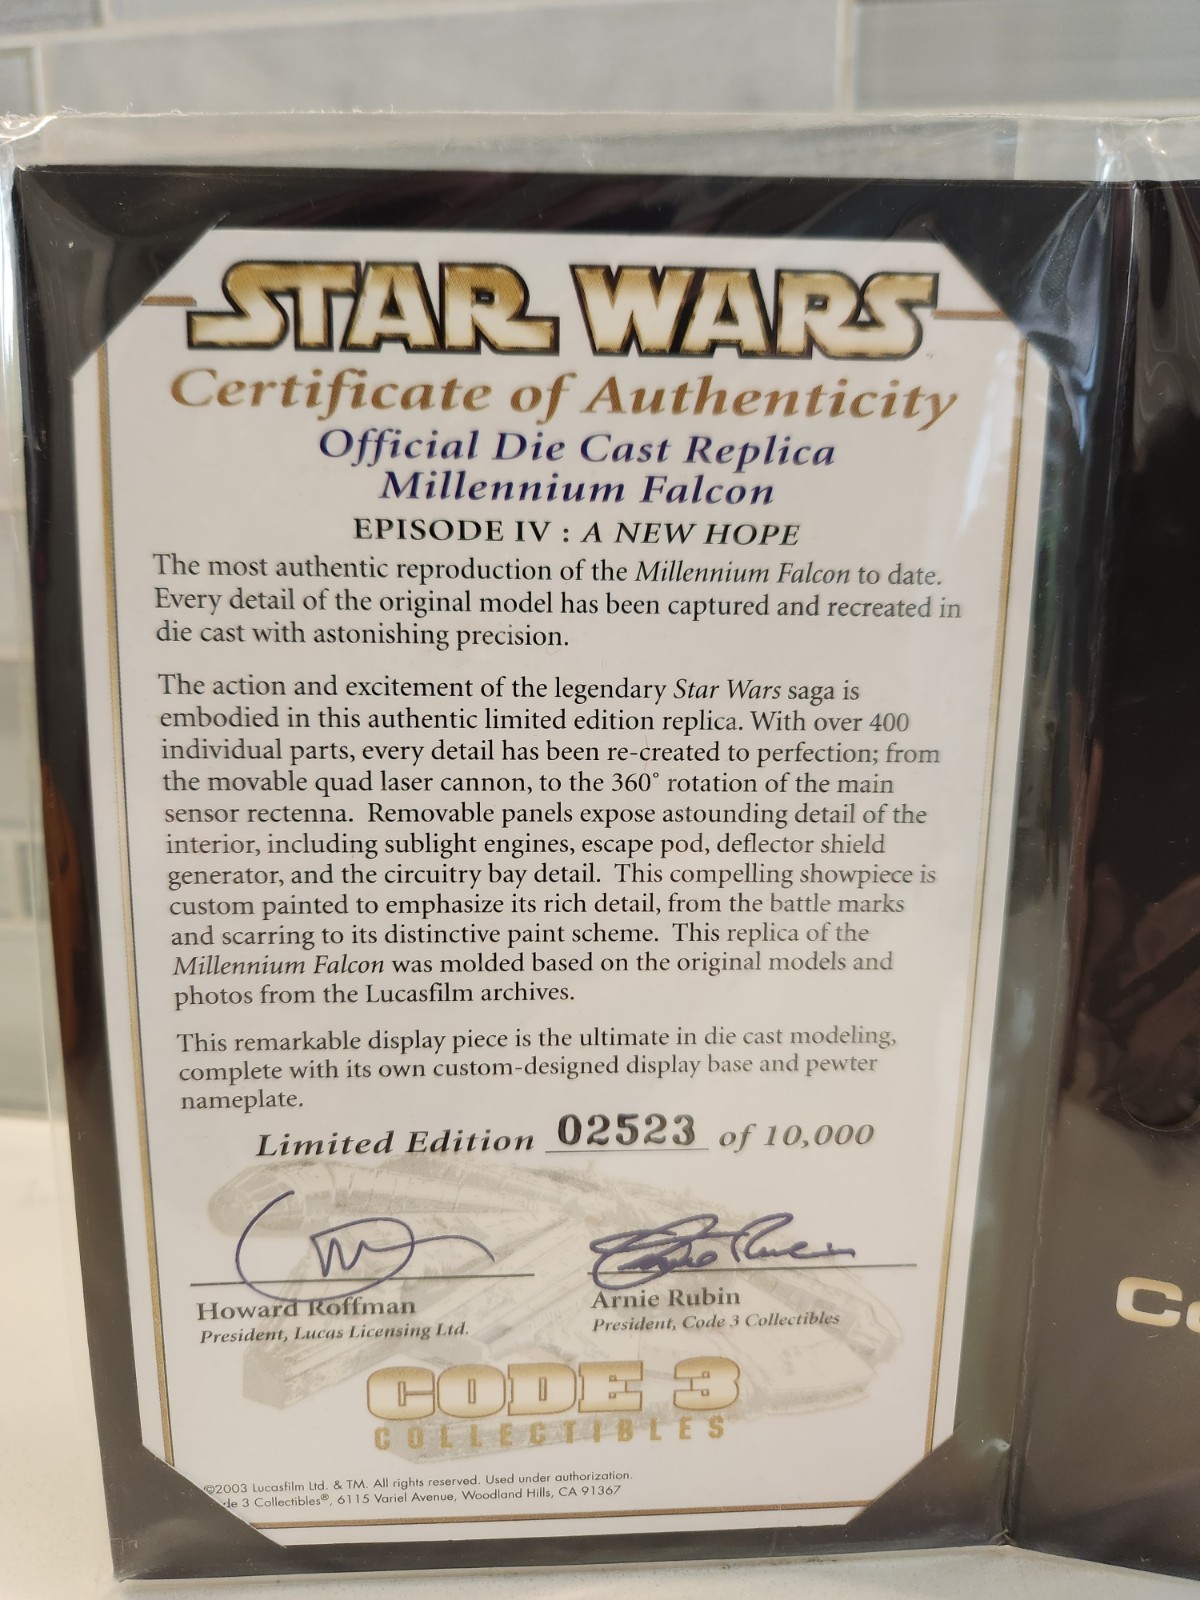 STAR WARS
Certificate of Authenticity
Official Die Cast Replica
Millennium Falcon
EPISODE IV : A NEW HOPE
The most authentic reproduction of the Millennium Falcon to date.
Every detail of the original model has been captured and recreated in
die cast with astonishing precision.
The action and excitement of the legendary Star Wars saga is
embodied in this authentic limited edition replica. With over 400
individual parts, every detail has been re-created to perfection; from
the movable quad laser cannon, to the 360° rotation of the main
sensor rectenna. Removable panels expose astounding detail of the
interior, including sublight engines, escape pod, deflector shield
generator, and the circuitry bay detail. This compelling showpiece is
custom painted to emphasize its rich detail, from the battle marks
and scarring to its distinctive paint scheme. This replica of the
Millennium Falcon was molded based on the original models and
photos from the Lucasfilm archives.
This remarkable display piece is the ultimate in die cast modeling,
complete with its own custom-designed display base and pewter
nameplate.
Limited Edition 02523 of 10,000
Howard Roffman
President, Lucas Licensing Ltd.
Arnie Rubin
President, Code 3 Collectibles
CODE 3
COLLECTIBLES
©2003 Lucasfilm Ltd. & TM. All rights reserved. Used under authorization.
de 3 Collectibles®, 6115 Variel Avenue, Woodland Hills, CA 91367